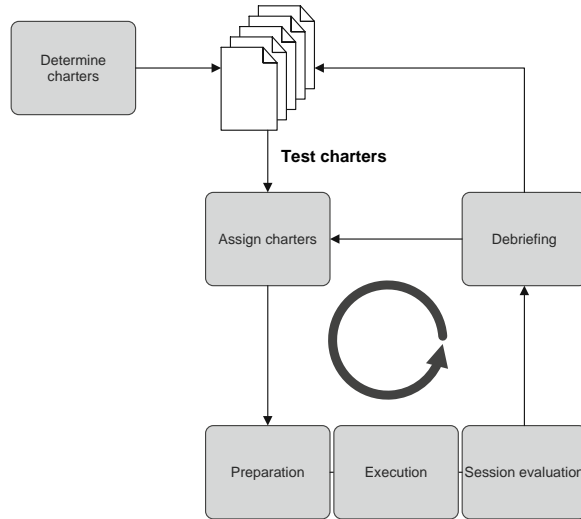 Determine
charters
Test charters
Assign charters
Debriefing
Preparation
Execution
Session evaluation